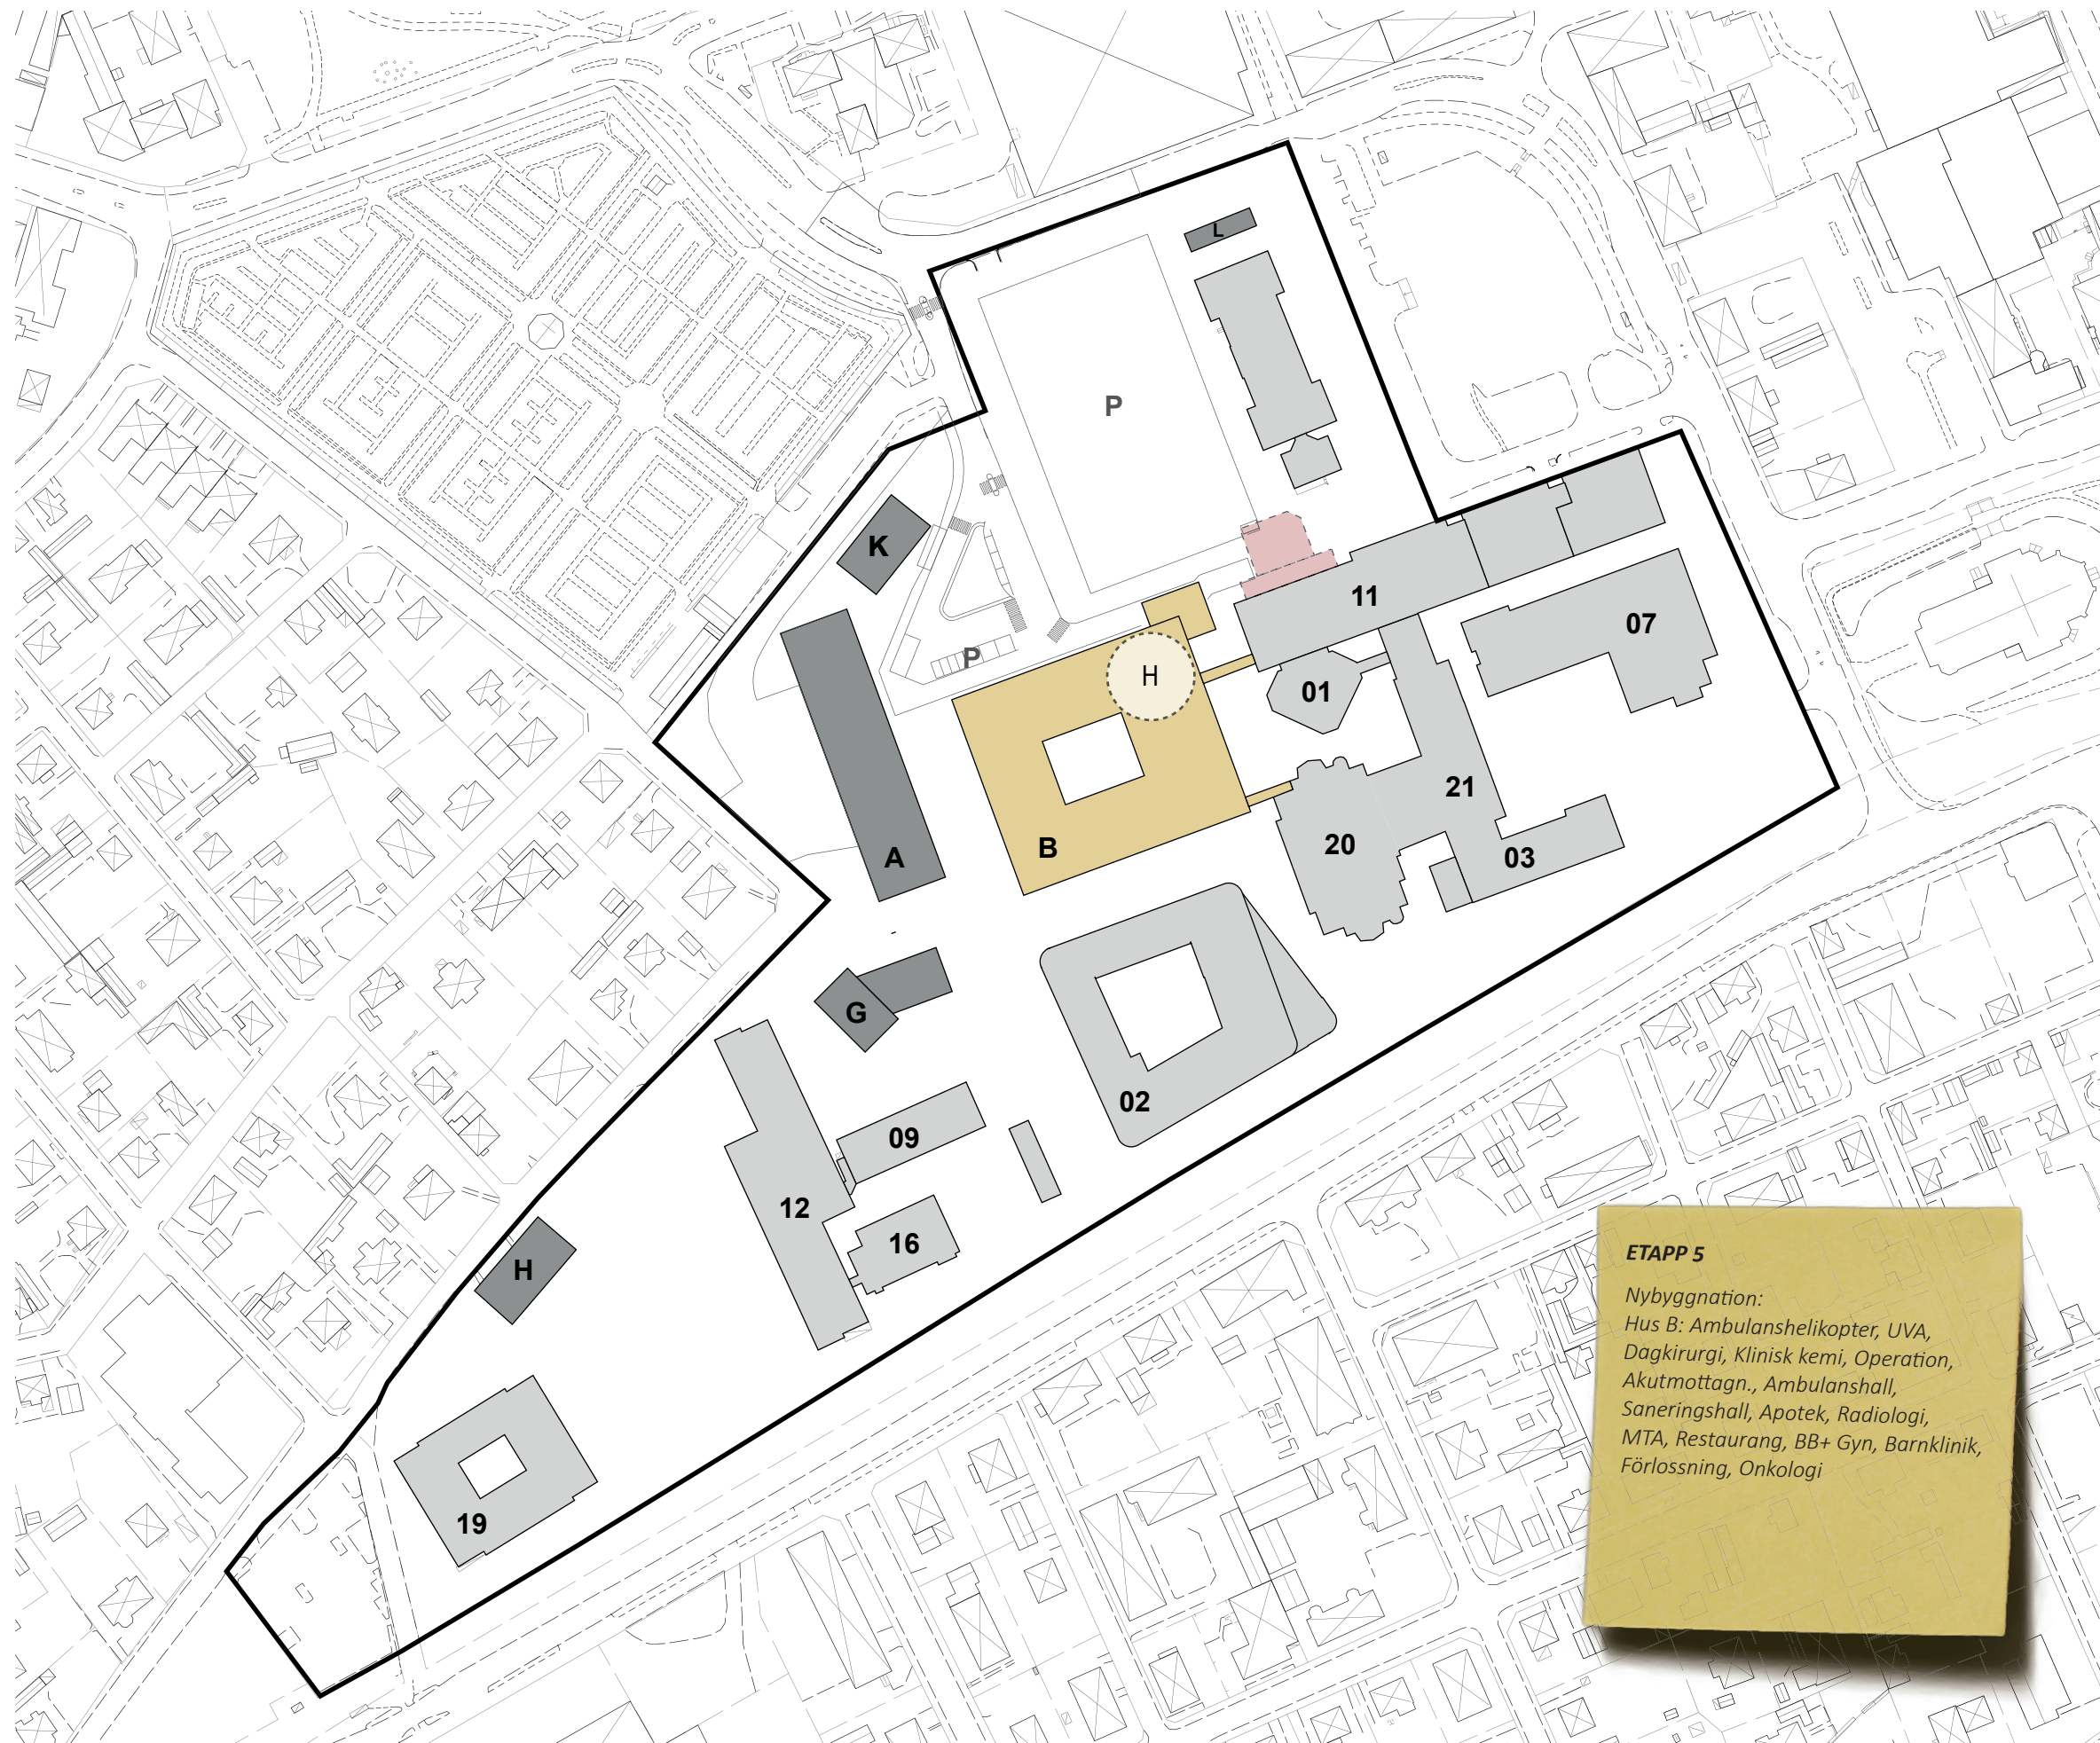 L
P
K
11
07
P
H
01
21
B
A
20
03
G
02
09
12
16
H
19
ETAPP 5
Nybyggnation:
Hus B: Ambulanshelikopter, UVA,
Dagkirurgi, Klinisk kemi, Operation,
Akutmottagn., Ambulanshall,
Saneringshall, Apotek, Radiologi,
MTA, Restaurang, BB+ Gyn, Barnklinik,
Förlossning, Onkologi